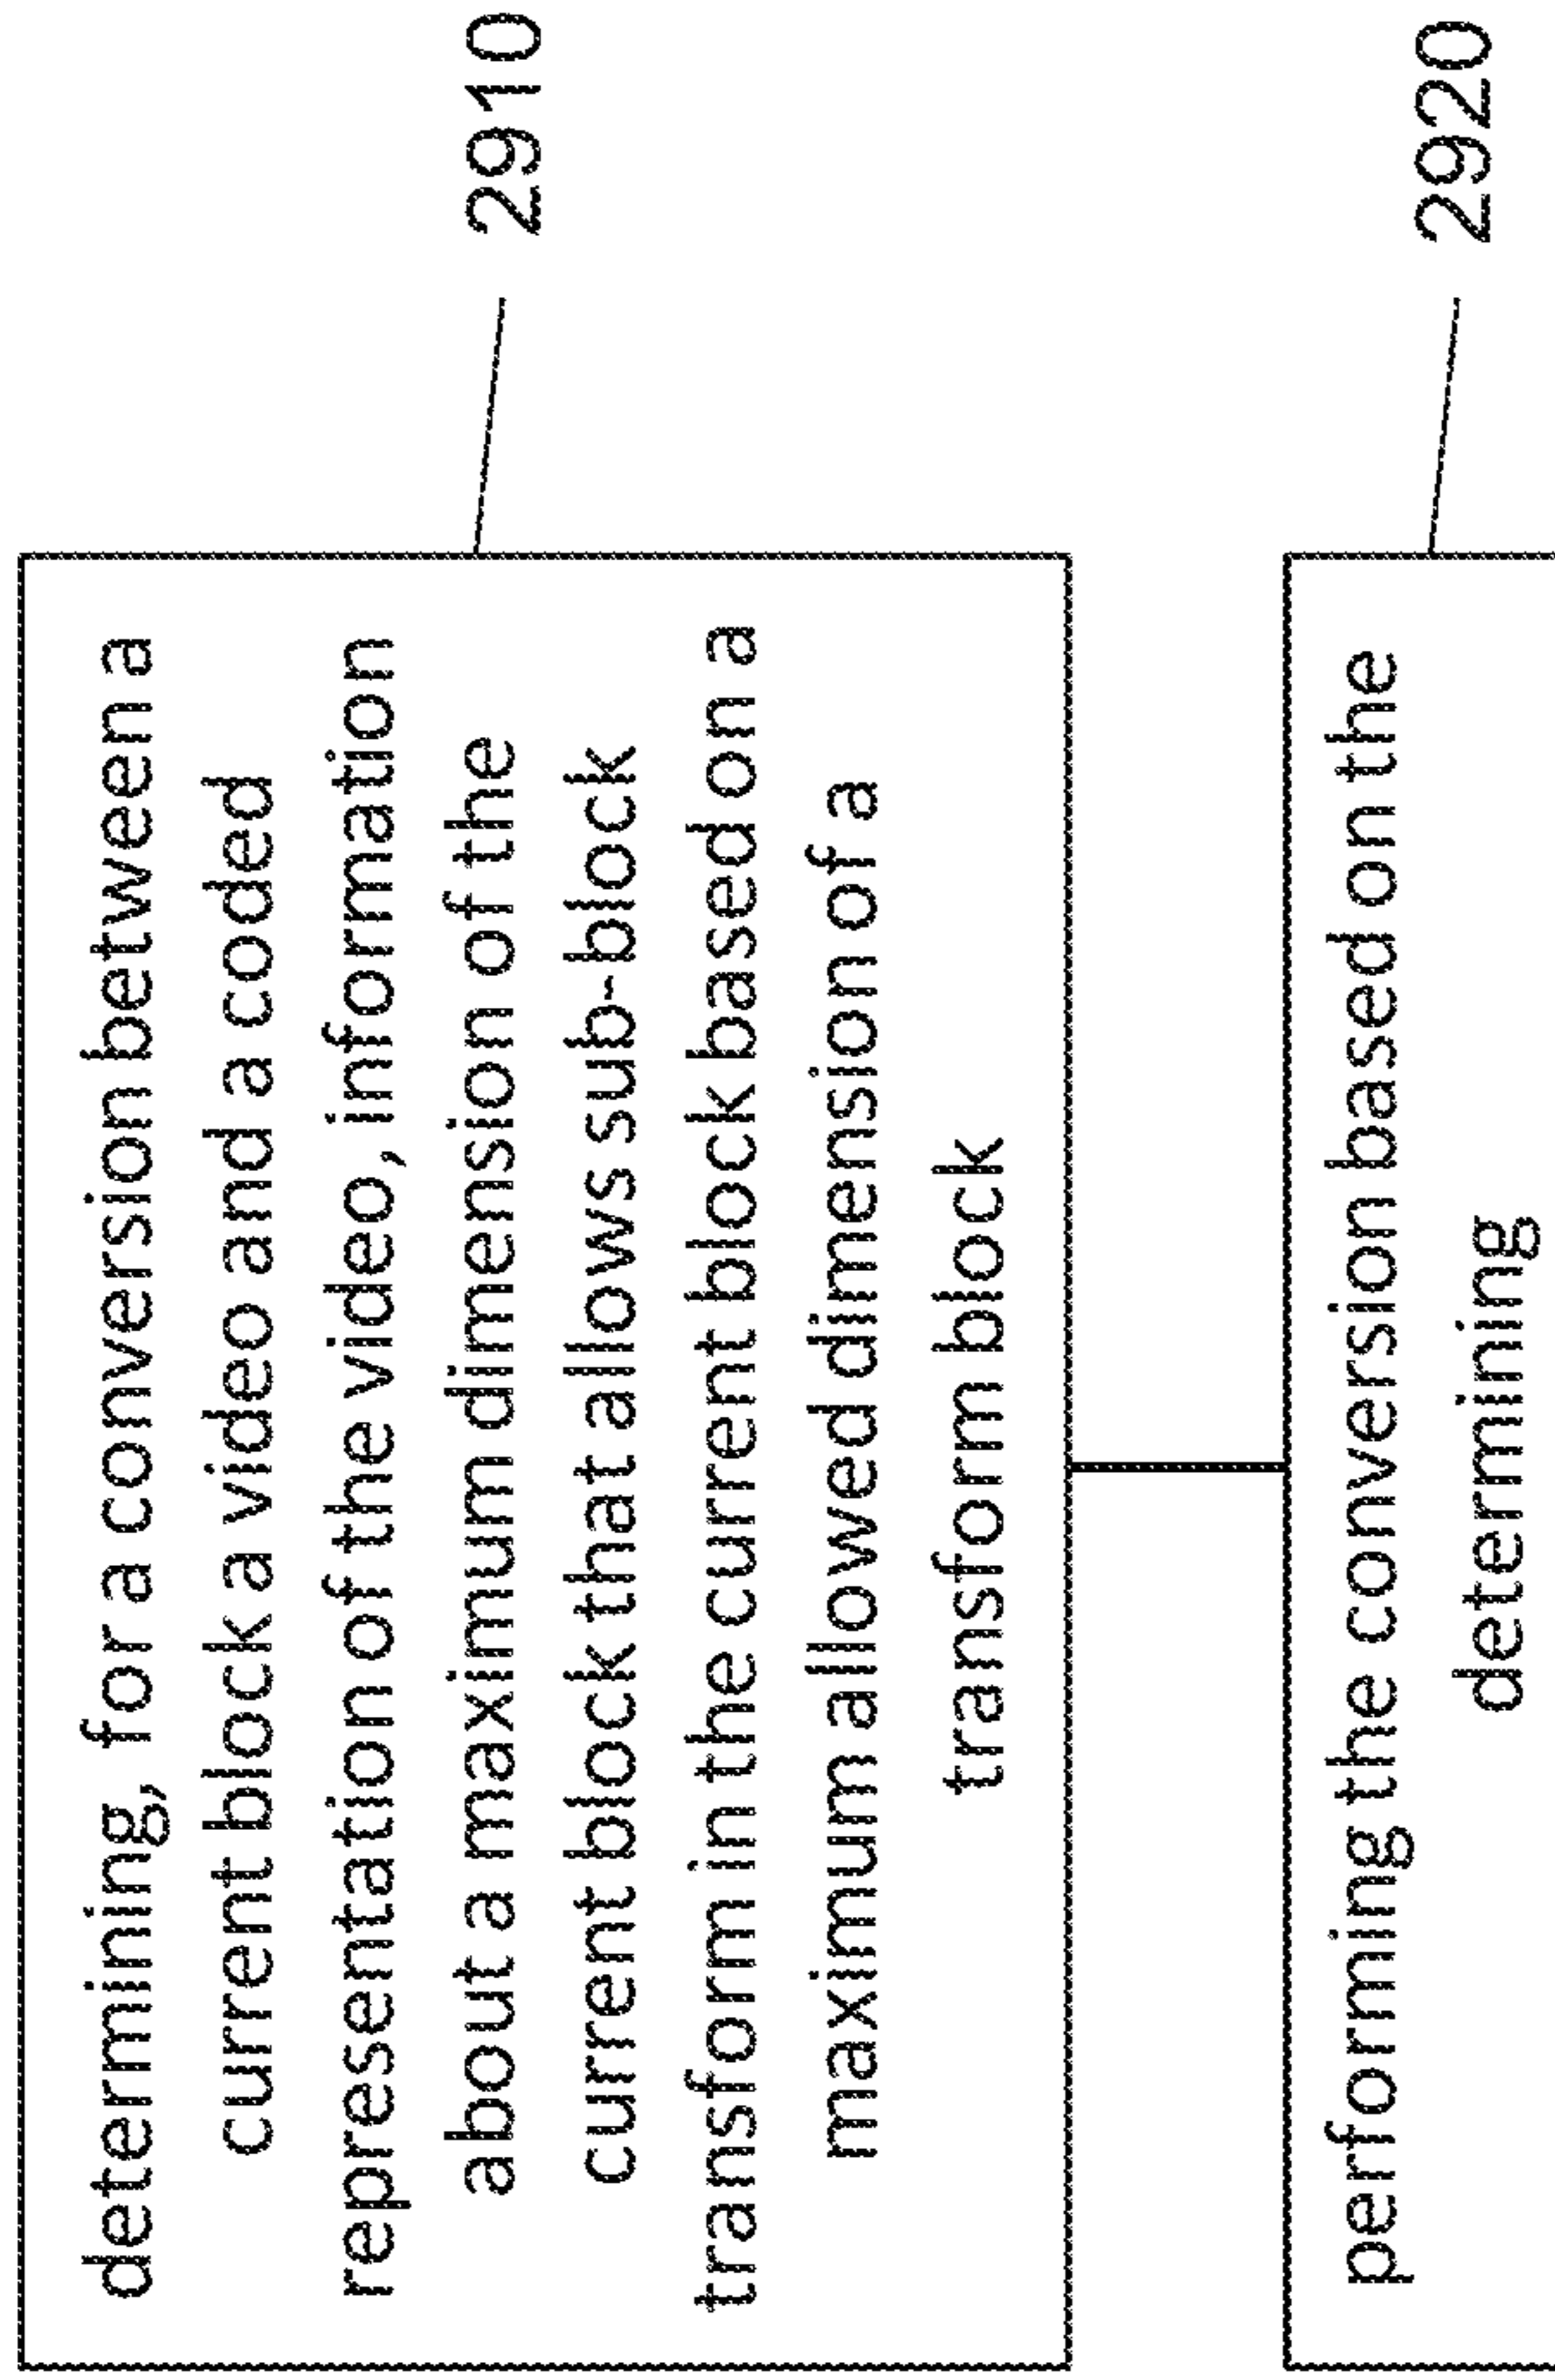 determining, for a conversion between a
current block a video and a coded
representation of the video, information
about a maximum dimension of the
current block that allows sub-block
transform in the current block based on a
maximum allowed dimension of a
transform block
2910
performing the conversion based on the
determining
2920